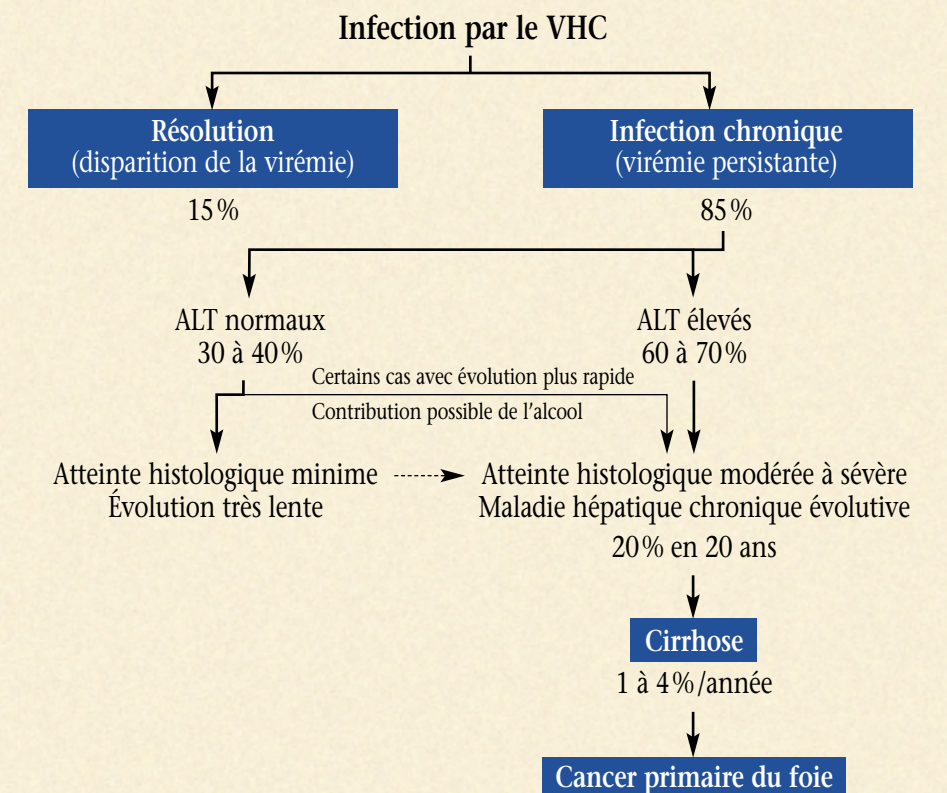 Infection par le VHC
Résolution
(disparition de la virémie)
15%
Infection chronique
(virémie persistante)
85%
ALT normaux
30 à 40%
ALT élevés
60 à 70%
Certains cas avec évolution plus rapide
Contribution possible de l'alcool
Atteinte histologique minime
Évolution très lente
Atteinte histologique modérée à sévère
Maladie hépatique chronique évolutive
20% en 20 ans
Cirrhose
1 à 4%/année
Cancer primaire du foie